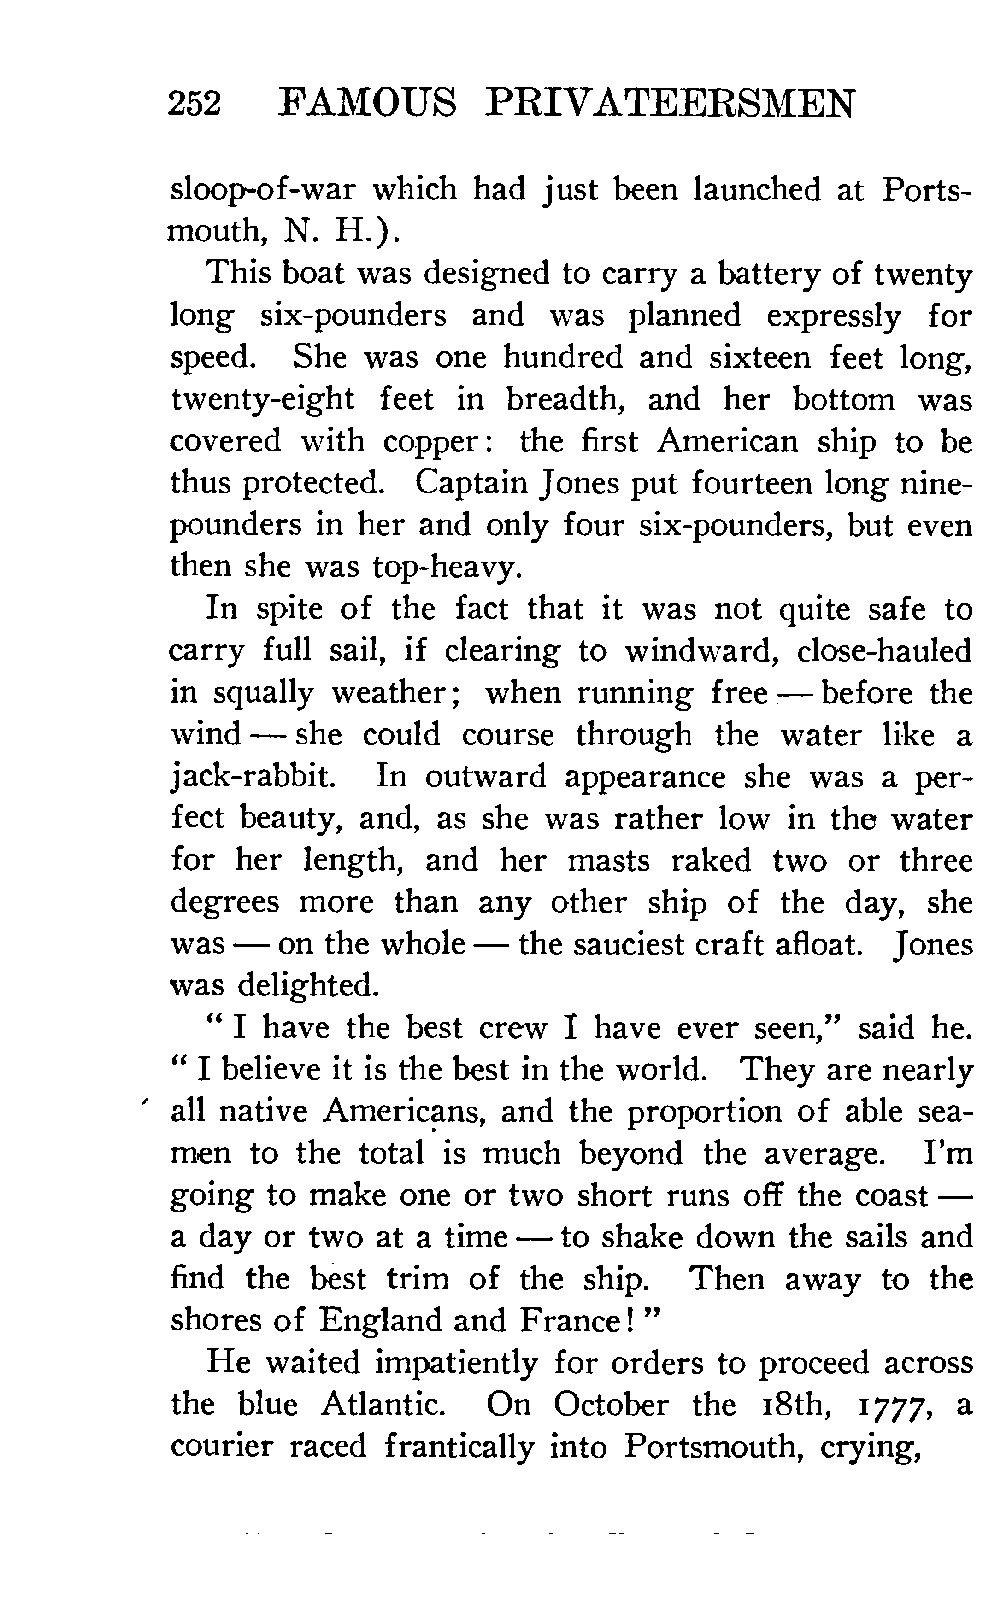 252 FAMOUS PRIVATEERSMEN
sloop-of-war which had just been launched at Ports-
mouth, N. H.).
This boat was designed to carry a battery of twenty
long six-pounders and was planned expressly for
speed. She was one hundred and sixteen feet long,
twenty-eight feet in breadth, and her bottom was
covered with copper: the first American ship to be
thus protected. Captain Jones put fourteen long nine-
pounders in her and only four six-pounders, but even
then she was top-heavy.
In spite of the fact that it was not quite safe to
carry full sail, if clearing to windward, close-hauled
in squally weather; when running free — before the
wind — she could course through the water like a
jack-rabbit. In outward appearance she was a per-
fect beauty, and, as she was rather low in the water
for her length, and her masts raked two or three
degrees more than any other ship of the day, she
was — on the whole — the sauciest craft afloat. Jones
was delighted.
" I have the best crew I have ever seen," said he.
" I believe it is the best in the world. They are nearly
all native Americans, and the proportion of able sea-
men to the total is much beyond the average. I'm
going to make one or two short runs off the coast —
a day or two at a time — to shake down the sails and
find the best trim of the ship. Then away to the
shores of England and France! "
He waited impatiently for orders to proceed across
the blue Atlantic. On October the 18th, 1777, a
courier raced frantically into Portsmouth, crying,